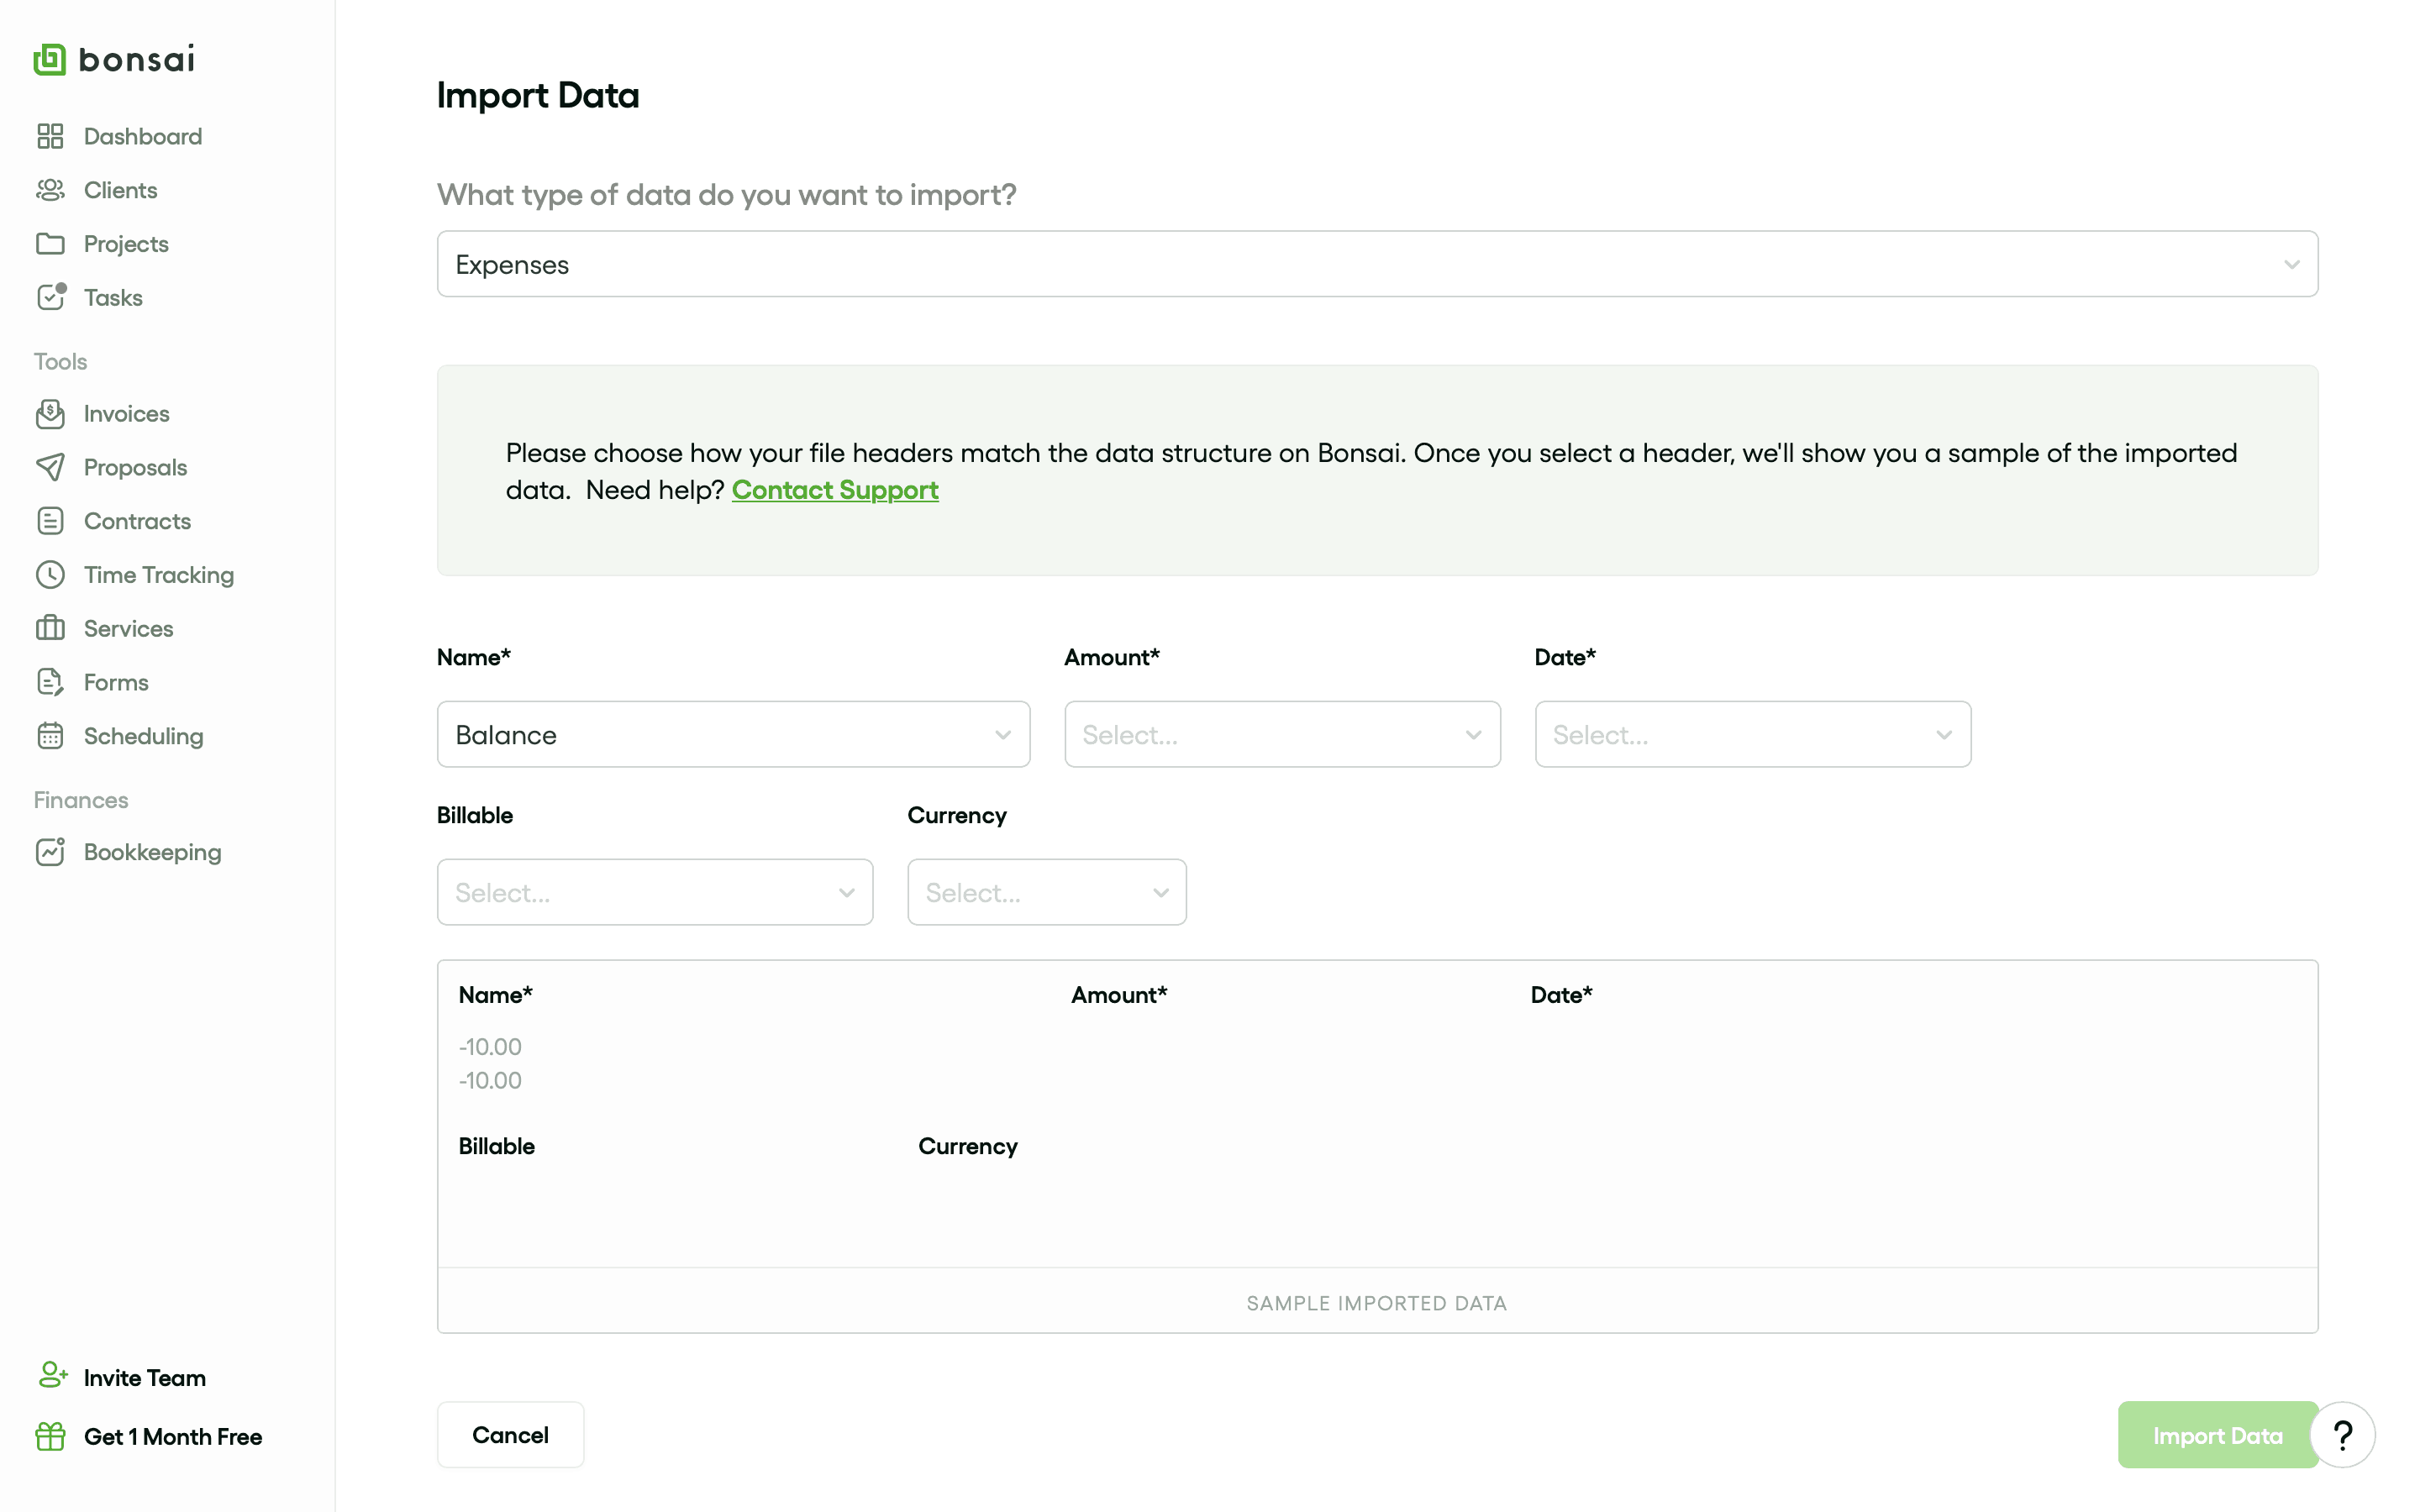 bonsai
Dashboard
Clients
Projects
Tasks
Tools
Invoices
Proposals
Contracts
Time Tracking
Services
Forms
Scheduling
Finances
Bookkeeping
Invite Team
Get 1 Month Free
Import Data
What type of data do you want to import?
Expenses
Please choose how your file headers match the data structure on Bonsai. Once you select a header, we'll show you a sample of the imported
data. Need help? Contact Support
Name* Amount* Date*
Balance Select... Select...
Billable Currency
Select... Select...
Name* Amount* Date*
-10.00
-10.00
Billable Currency
SAMPLE IMPORTED DATA
Cancel Import Data ?